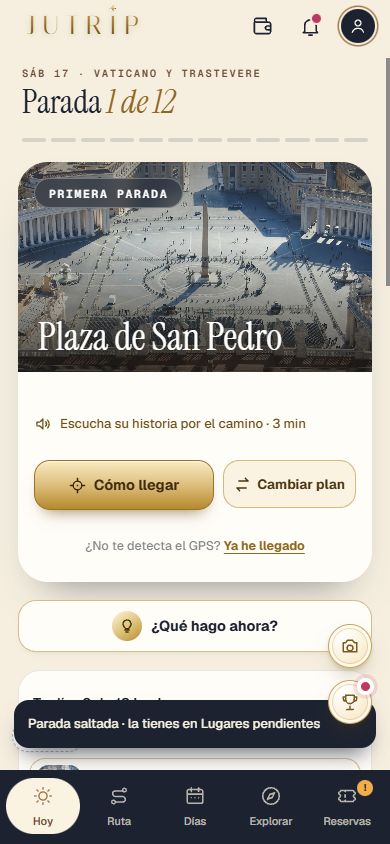 JUTRIP
SÁB 17 · VATICANO Y TRASTEVERE
Parada 1 de 12
PRIMERA PARADA
Plaza de San Pedro
Escucha su historia por el camino · 3 min
Cómo llegar
Cambiar plan
¿No te detecta el GPS? Ya he llegado
¿Qué hago ahora?
Parada saltada · la tienes en Lugares pendientes
!
Hoy
Ruta
Días
Explorar
Reservas